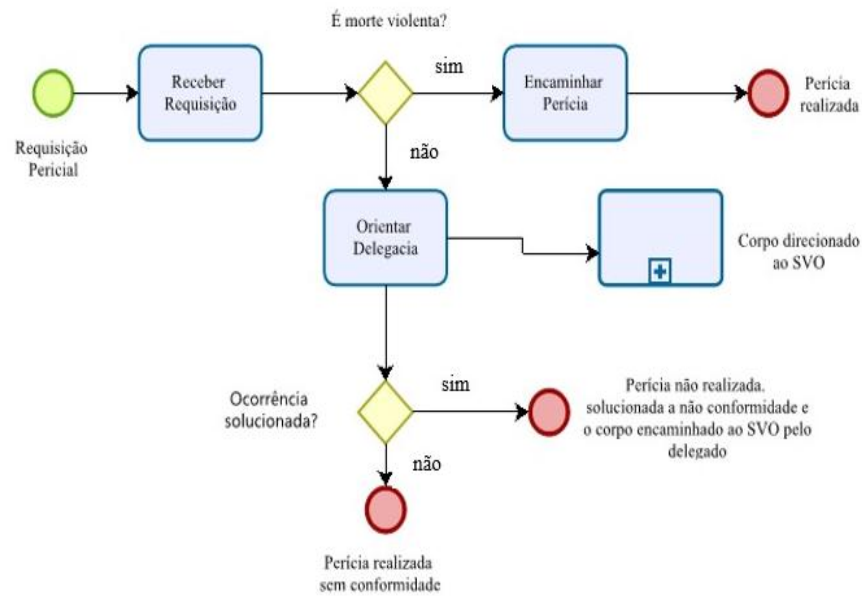 É morte violenta?
sim
Receber
Requisição
Encaminhar
Perícia
Perícia
realizada
Requisição
Pericial
não
Orientar
Delegacia
Corpo direcionado
ao SVO
Ocorrência
solucionada?
sim
Perícia não realizada.
solucionada a não conformidade e
o corpo encaminhado ao SVO pelo
delegado
não
Perícia realizada
sem conformidade